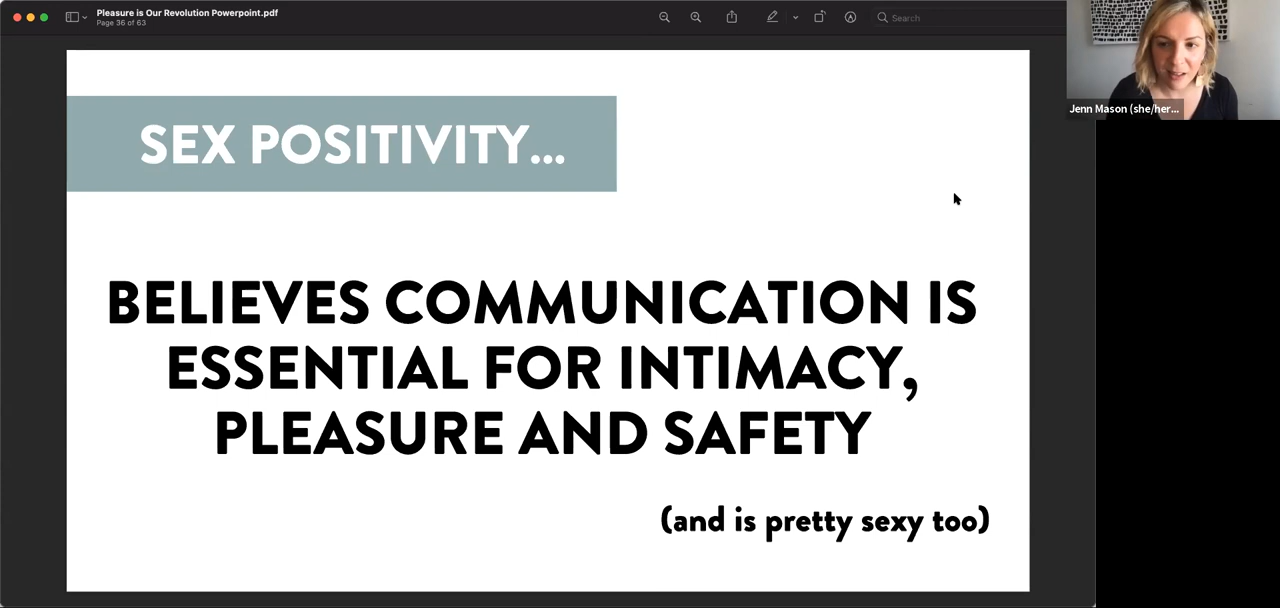 Pleasure is Our Revolution Powerpoint.pdf
Page 36 of 63
Search
Jenn Mason (she/her...
SEX POSITIVITY...
BELIEVES COMMUNICATION IS
ESSENTIAL FOR INTIMACY,
PLEASURE AND SAFETY
(and is pretty sexy too)